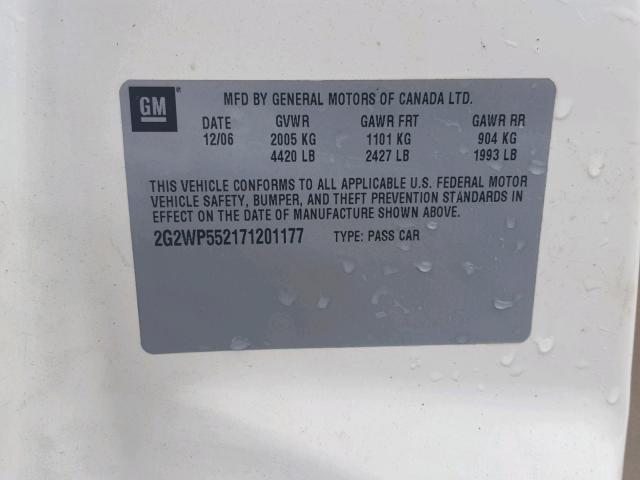 GM MFD BY GENERAL MOTORS OF CANADA LTD.
DATE GVWR GAWR FRT GAWR RR
12/06 2005 KG 1101 KG 904 KG
4420 LB 2427 LB 1993 LB
THIS VEHICLE CONFORMS TO ALL APPLICABLE U.S. FEDERAL MOTOR
VEHICLE SAFETY, BUMPER, AND THEFT PREVENTION STANDARDS IN
EFFECT ON THE DATE OF MANUFACTURE SHOWN ABOVE.
2G2WP552171201177 TYPE: PASS CAR